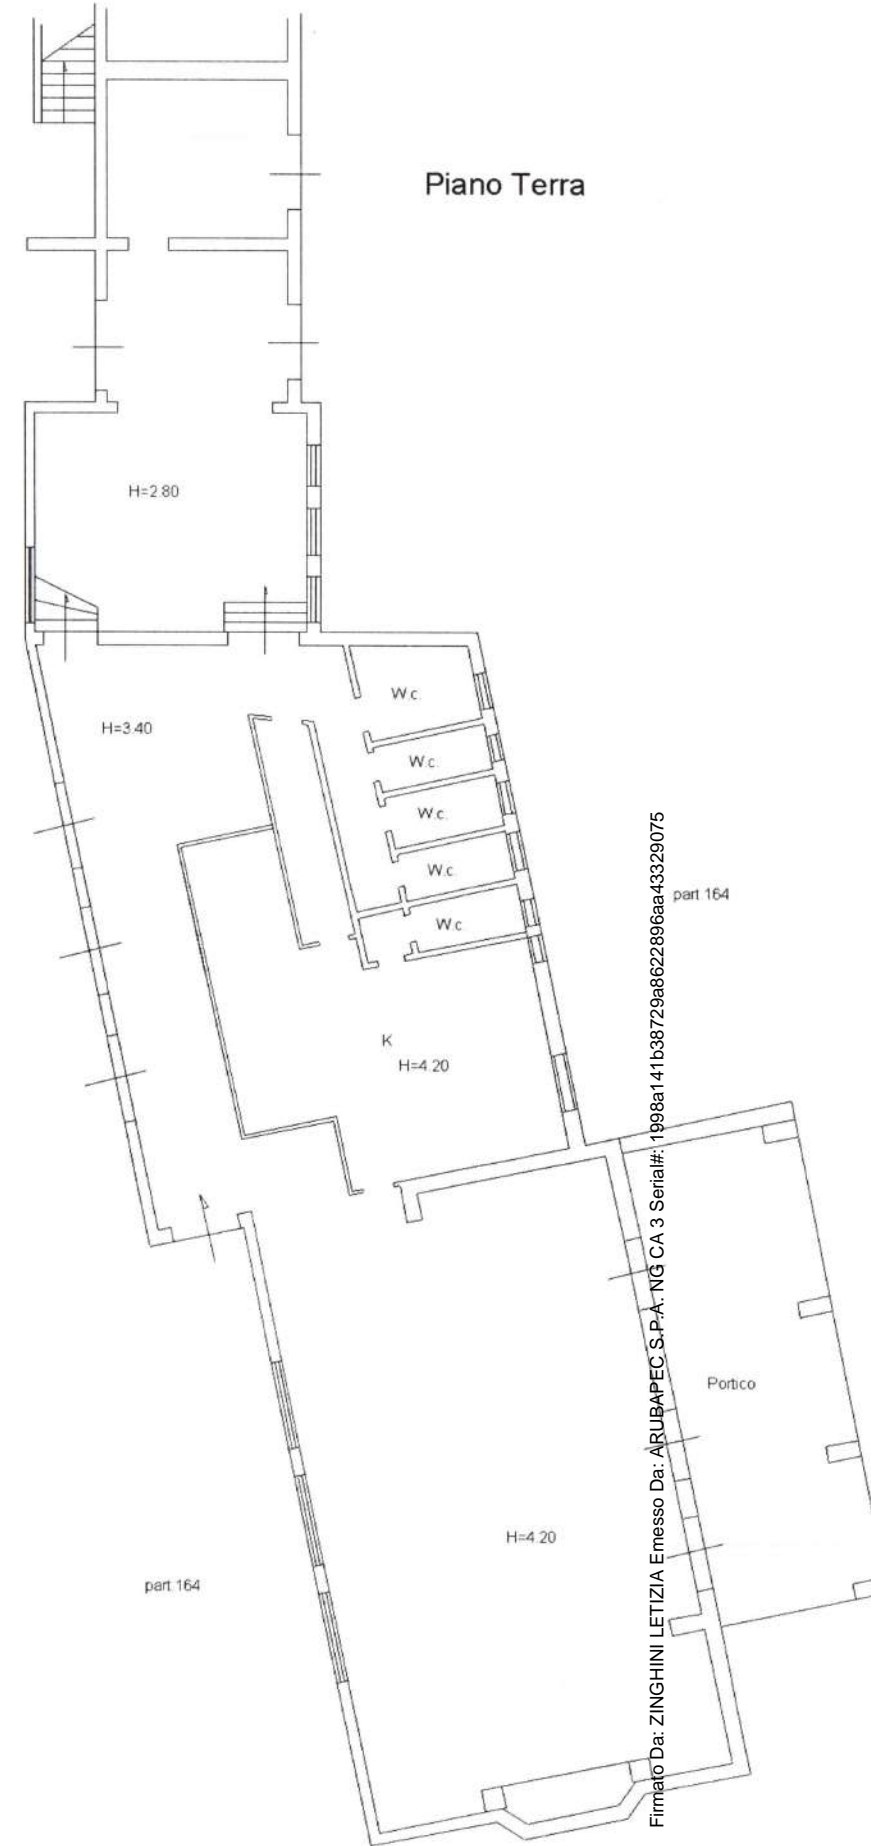 Piano Terra
H=2.80
H=3.40
W.c.
W.c.
W.c.
W.c.
W.c.
part 164
K
H=4.20
Portico
H=4.20
part 164
Firmato Da: ZINGHINI LETIZIA Emesso Da: ARUBAPEC S.P.A. NG CA 3 Serial#: 1998a141b38729a8622896aa43329075